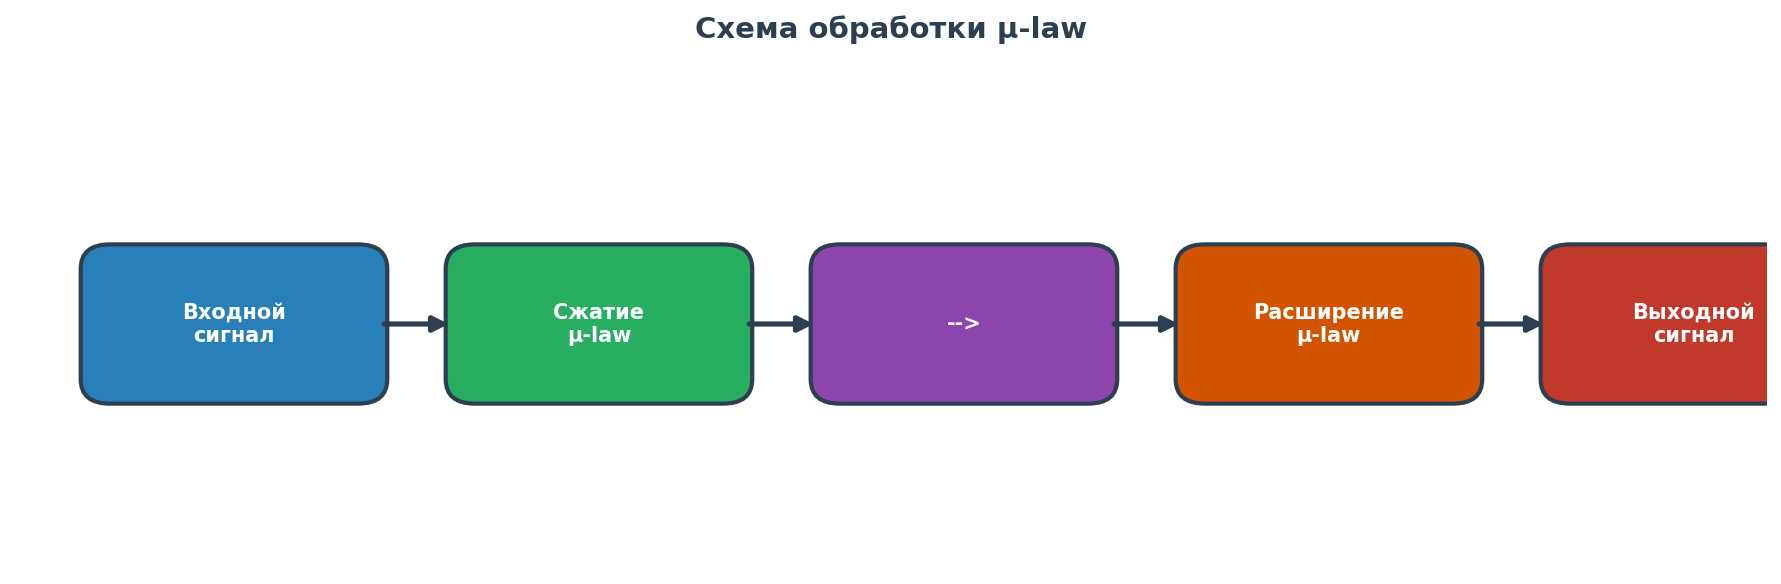 Схема обработки μ-law
Входной
сигнал
Сжатие
μ-law
-->
Расширение
μ-law
Выходной
сигнал